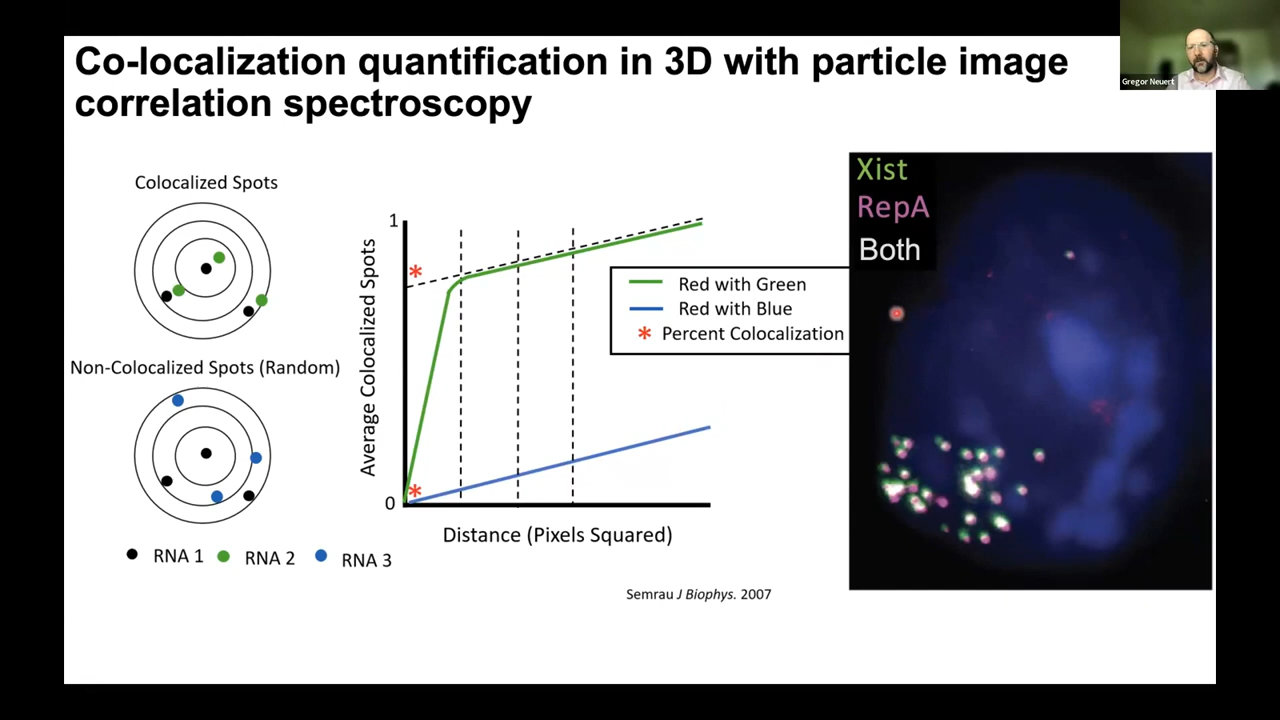 Co-localization quantification in 3D with particle image
correlation spectroscopy
Gregor Neuert
Colocalized Spots
Non-Colocalized Spots (Random)
RNA 1
RNA 2
RNA 3
Average Colocalized Spots
1
0
*
*
Distance (Pixels Squared)
Red with Green
Red with Blue
* Percent Colocalization
Semrau J Biophys. 2007
Xist
RepA
Both